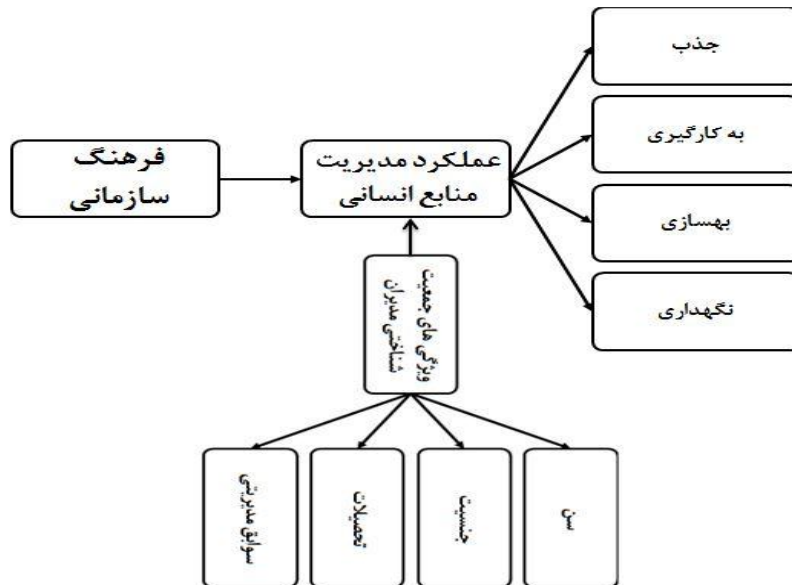 جذب
به کارگیری
بهسازی
نگهداری
عملکرد مدیریت
منابع انسانی
فرهنگ
سازمانی
ویژگی های جمعیت
شناختی مدیران
سن
جنسیت
تحصیلات
سوابق مدیریتی